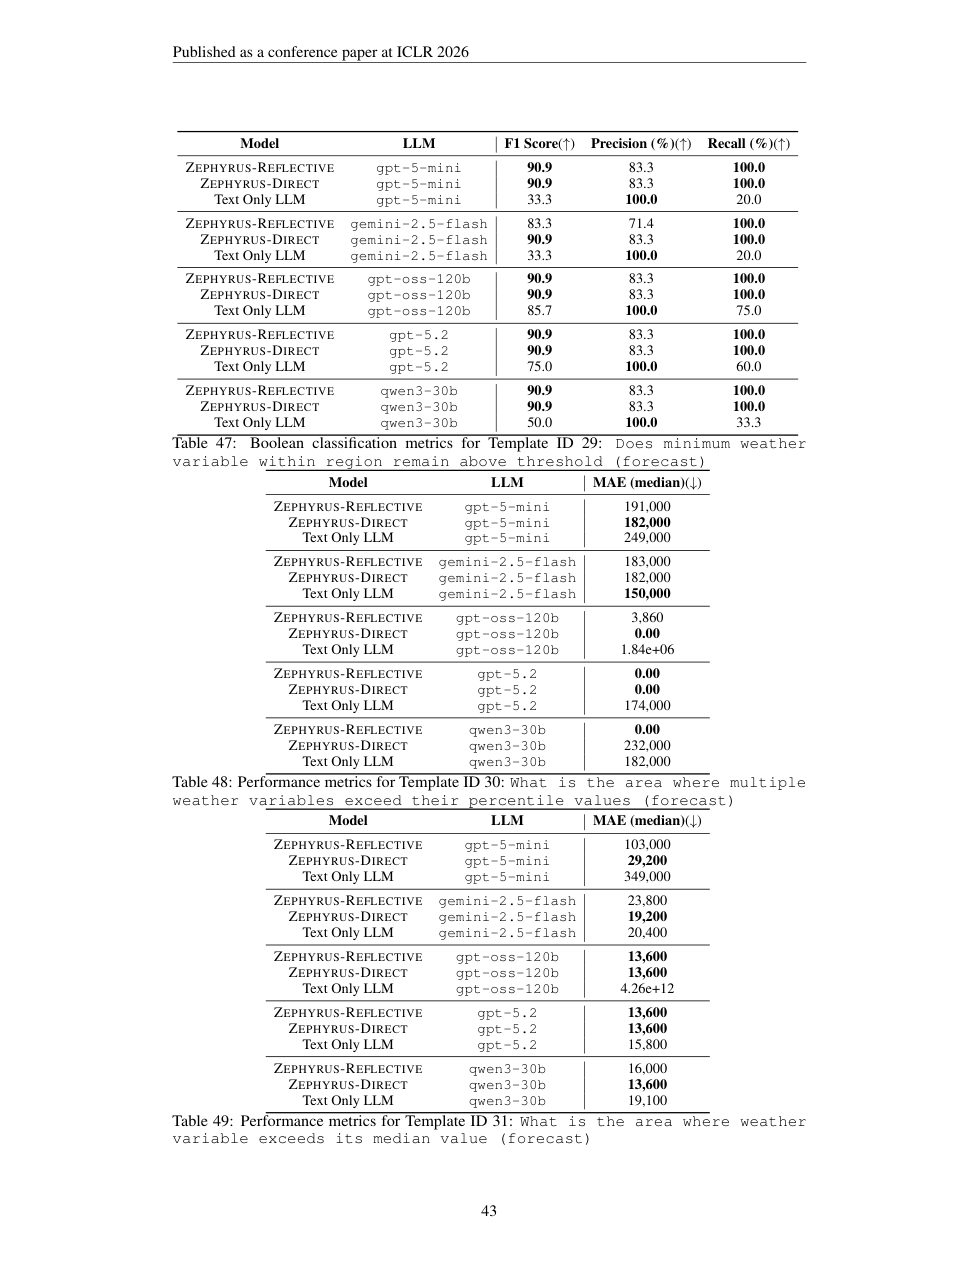 Published as a conference paper at ICLR 2026
Model LLM F1 Score(↑) Precision (%)(↑) Recall (%)(↑)
ZEPHYRUS-REFLECTIVE gpt-5-mini 90.9 83.3 100.0
ZEPHYRUS-DIRECT gpt-5-mini 90.9 83.3 100.0
Text Only LLM gpt-5-mini 33.3 100.0 20.0
ZEPHYRUS-REFLECTIVE gemini-2.5-flash 83.3 71.4 100.0
ZEPHYRUS-DIRECT gemini-2.5-flash 90.9 83.3 100.0
Text Only LLM gemini-2.5-flash 33.3 100.0 20.0
ZEPHYRUS-REFLECTIVE gpt-oss-120b 90.9 83.3 100.0
ZEPHYRUS-DIRECT gpt-oss-120b 90.9 83.3 100.0
Text Only LLM gpt-oss-120b 85.7 100.0 75.0
ZEPHYRUS-REFLECTIVE gpt-5.2 90.9 83.3 100.0
ZEPHYRUS-DIRECT gpt-5.2 90.9 83.3 100.0
Text Only LLM gpt-5.2 75.0 100.0 60.0
ZEPHYRUS-REFLECTIVE qwen3-30b 90.9 83.3 100.0
ZEPHYRUS-DIRECT qwen3-30b 90.9 83.3 100.0
Text Only LLM qwen3-30b 50.0 100.0 33.3
Table 47: Boolean classification metrics for Template ID 29: Does minimum weather
variable within region remain above threshold (forecast)
Model LLM MAE (median)(↓)
ZEPHYRUS-REFLECTIVE gpt-5-mini 191,000
ZEPHYRUS-DIRECT gpt-5-mini 182,000
Text Only LLM gpt-5-mini 249,000
ZEPHYRUS-REFLECTIVE gemini-2.5-flash 183,000
ZEPHYRUS-DIRECT gemini-2.5-flash 182,000
Text Only LLM gemini-2.5-flash 150,000
ZEPHYRUS-REFLECTIVE gpt-oss-120b 3,860
ZEPHYRUS-DIRECT gpt-oss-120b 0.00
Text Only LLM gpt-oss-120b 1.84e+06
ZEPHYRUS-REFLECTIVE gpt-5.2 0.00
ZEPHYRUS-DIRECT gpt-5.2 0.00
Text Only LLM gpt-5.2 174,000
ZEPHYRUS-REFLECTIVE qwen3-30b 0.00
ZEPHYRUS-DIRECT qwen3-30b 232,000
Text Only LLM qwen3-30b 182,000
Table 48: Performance metrics for Template ID 30: What is the area where multiple
weather variables exceed their percentile values (forecast)
Model LLM MAE (median)(↓)
ZEPHYRUS-REFLECTIVE gpt-5-mini 103,000
ZEPHYRUS-DIRECT gpt-5-mini 29,200
Text Only LLM gpt-5-mini 349,000
ZEPHYRUS-REFLECTIVE gemini-2.5-flash 23,800
ZEPHYRUS-DIRECT gemini-2.5-flash 19,200
Text Only LLM gemini-2.5-flash 20,400
ZEPHYRUS-REFLECTIVE gpt-oss-120b 13,600
ZEPHYRUS-DIRECT gpt-oss-120b 13,600
Text Only LLM gpt-oss-120b 4.26e+12
ZEPHYRUS-REFLECTIVE gpt-5.2 13,600
ZEPHYRUS-DIRECT gpt-5.2 13,600
Text Only LLM gpt-5.2 15,800
ZEPHYRUS-REFLECTIVE qwen3-30b 16,000
ZEPHYRUS-DIRECT qwen3-30b 13,600
Text Only LLM qwen3-30b 19,100
Table 49: Performance metrics for Template ID 31: What is the area where weather
variable exceeds its median value (forecast)
43